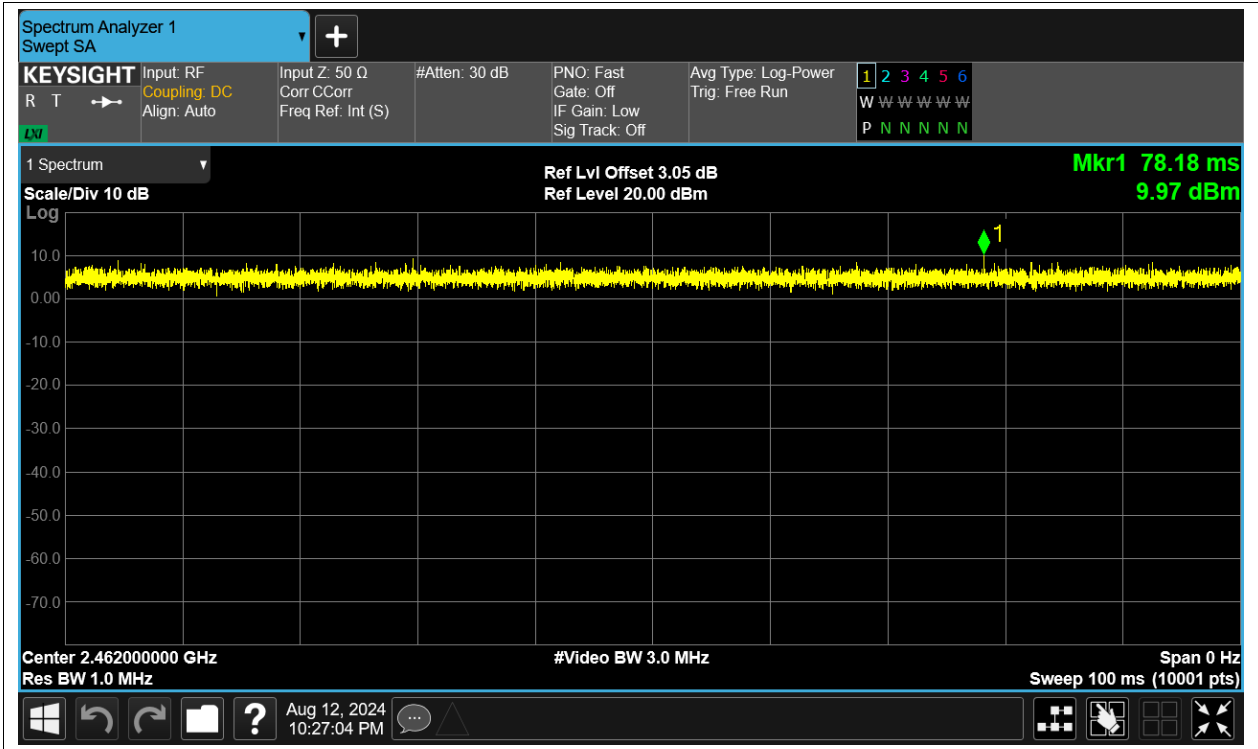 Spectrum Analyzer 1
Swept SA
KEYSIGHT
R T
LXI
Input: RF
Coupling: DC
Align: Auto
Input Z: 50 Ω
Corr CCorr
Freq Ref: Int (S)
#Atten: 30 dB
PNO: Fast
Gate: Off
IF Gain: Low
Sig Track: Off
Avg Type: Log-Power
Trig: Free Run
1 2 3 4 5 6
W W W W W W
P N N N N N
1 Spectrum
Scale/Div 10 dB
Log
Ref Lvl Offset 3.05 dB
Ref Level 20.00 dBm
Mkr1 78.18 ms
9.97 dBm
1
10.0
0.00
-10.0
-20.0
-30.0
-40.0
-50.0
-60.0
-70.0
Center 2.462000000 GHz
#Video BW 3.0 MHz
Span 0 Hz
Res BW 1.0 MHz
Sweep 100 ms (10001 pts)
?
Aug 12, 2024
10:27:04 PM